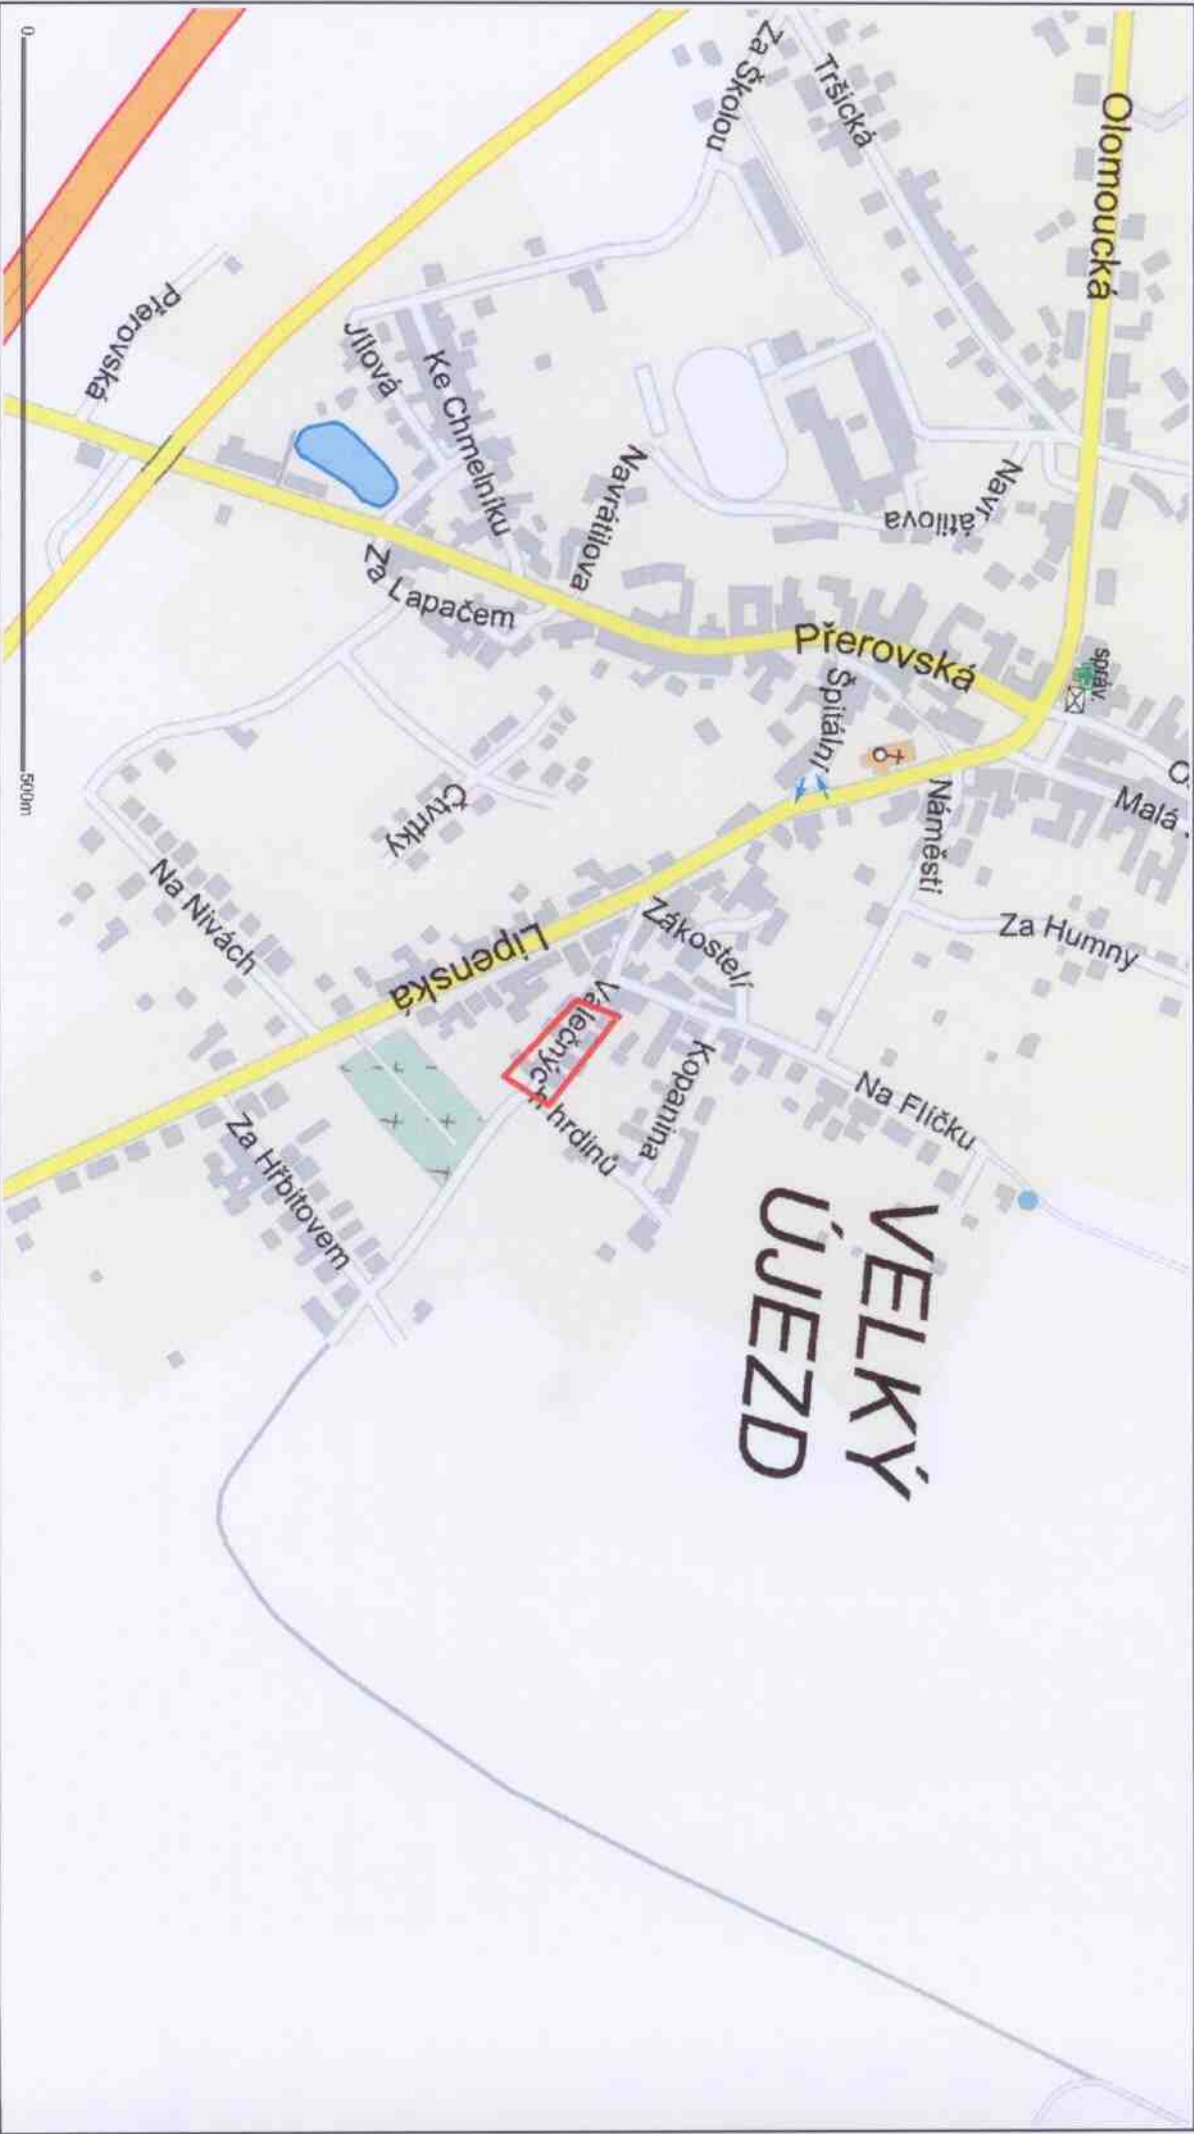 Olomoucká
Tršická
Za Školou
Navrátilova
správ.
O.
Malá
Přerovská
Špitální
Náměstí
Za Humny
Ke Chmelníku
Jílová
Navrátilova
Přerovská
Za Lapačem
Čtvrtky
Na Nivách
Lipenská
Zákostelí
Válečných hrdinů
Kopanina
Na Flíčku
Za Hřbitovem
VELKÝ
ÚJEZD
0
500m